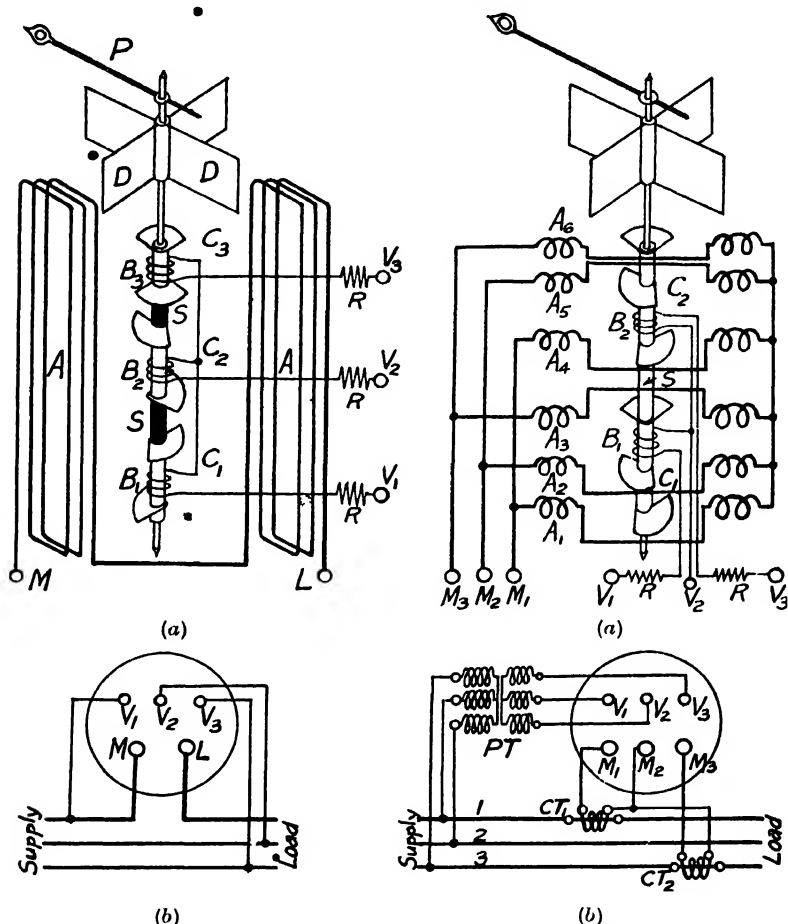 P
D D
C3
B3
V3
R
S
A
C2
B2
A
V2
R
S
C1
B1
V1
R
M L
(a)
A6
A5
C2
B2
A4
S
A3
B1
A2
C1
A1
M3 M2 M1 V1 R V2 R V3
(a)
V1 V2 V3
M L
Supply
Load
(b)
PT
V1 V2 V3
M1 M2 M3
Supply
1 CT1
2
3 CT2
Load
(b)